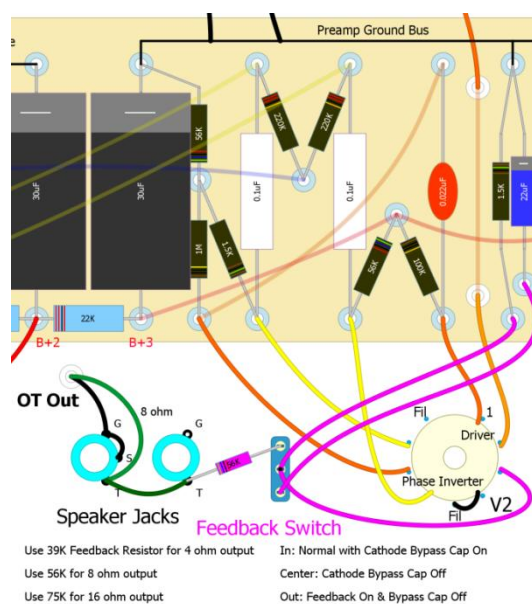 e
Preamp Ground Bus
30uF
30uF
56K
220K
220K
0.1uF
0.1uF
0.022uF
1.5K
22uF
1M
1.5K
56K
100K
22K
B+2
B+3
OT Out
8 ohm
G
S
T
G
T
56K
Fil
1
Driver
Phase Inverter
Fil
V2
Speaker Jacks
Feedback Switch
Use 39K Feedback Resistor for 4 ohm output
In: Normal with Cathode Bypass Cap On
Use 56K for 8 ohm output
Center: Cathode Bypass Cap Off
Use 75K for 16 ohm output
Out: Feedback On & Bypass Cap Off